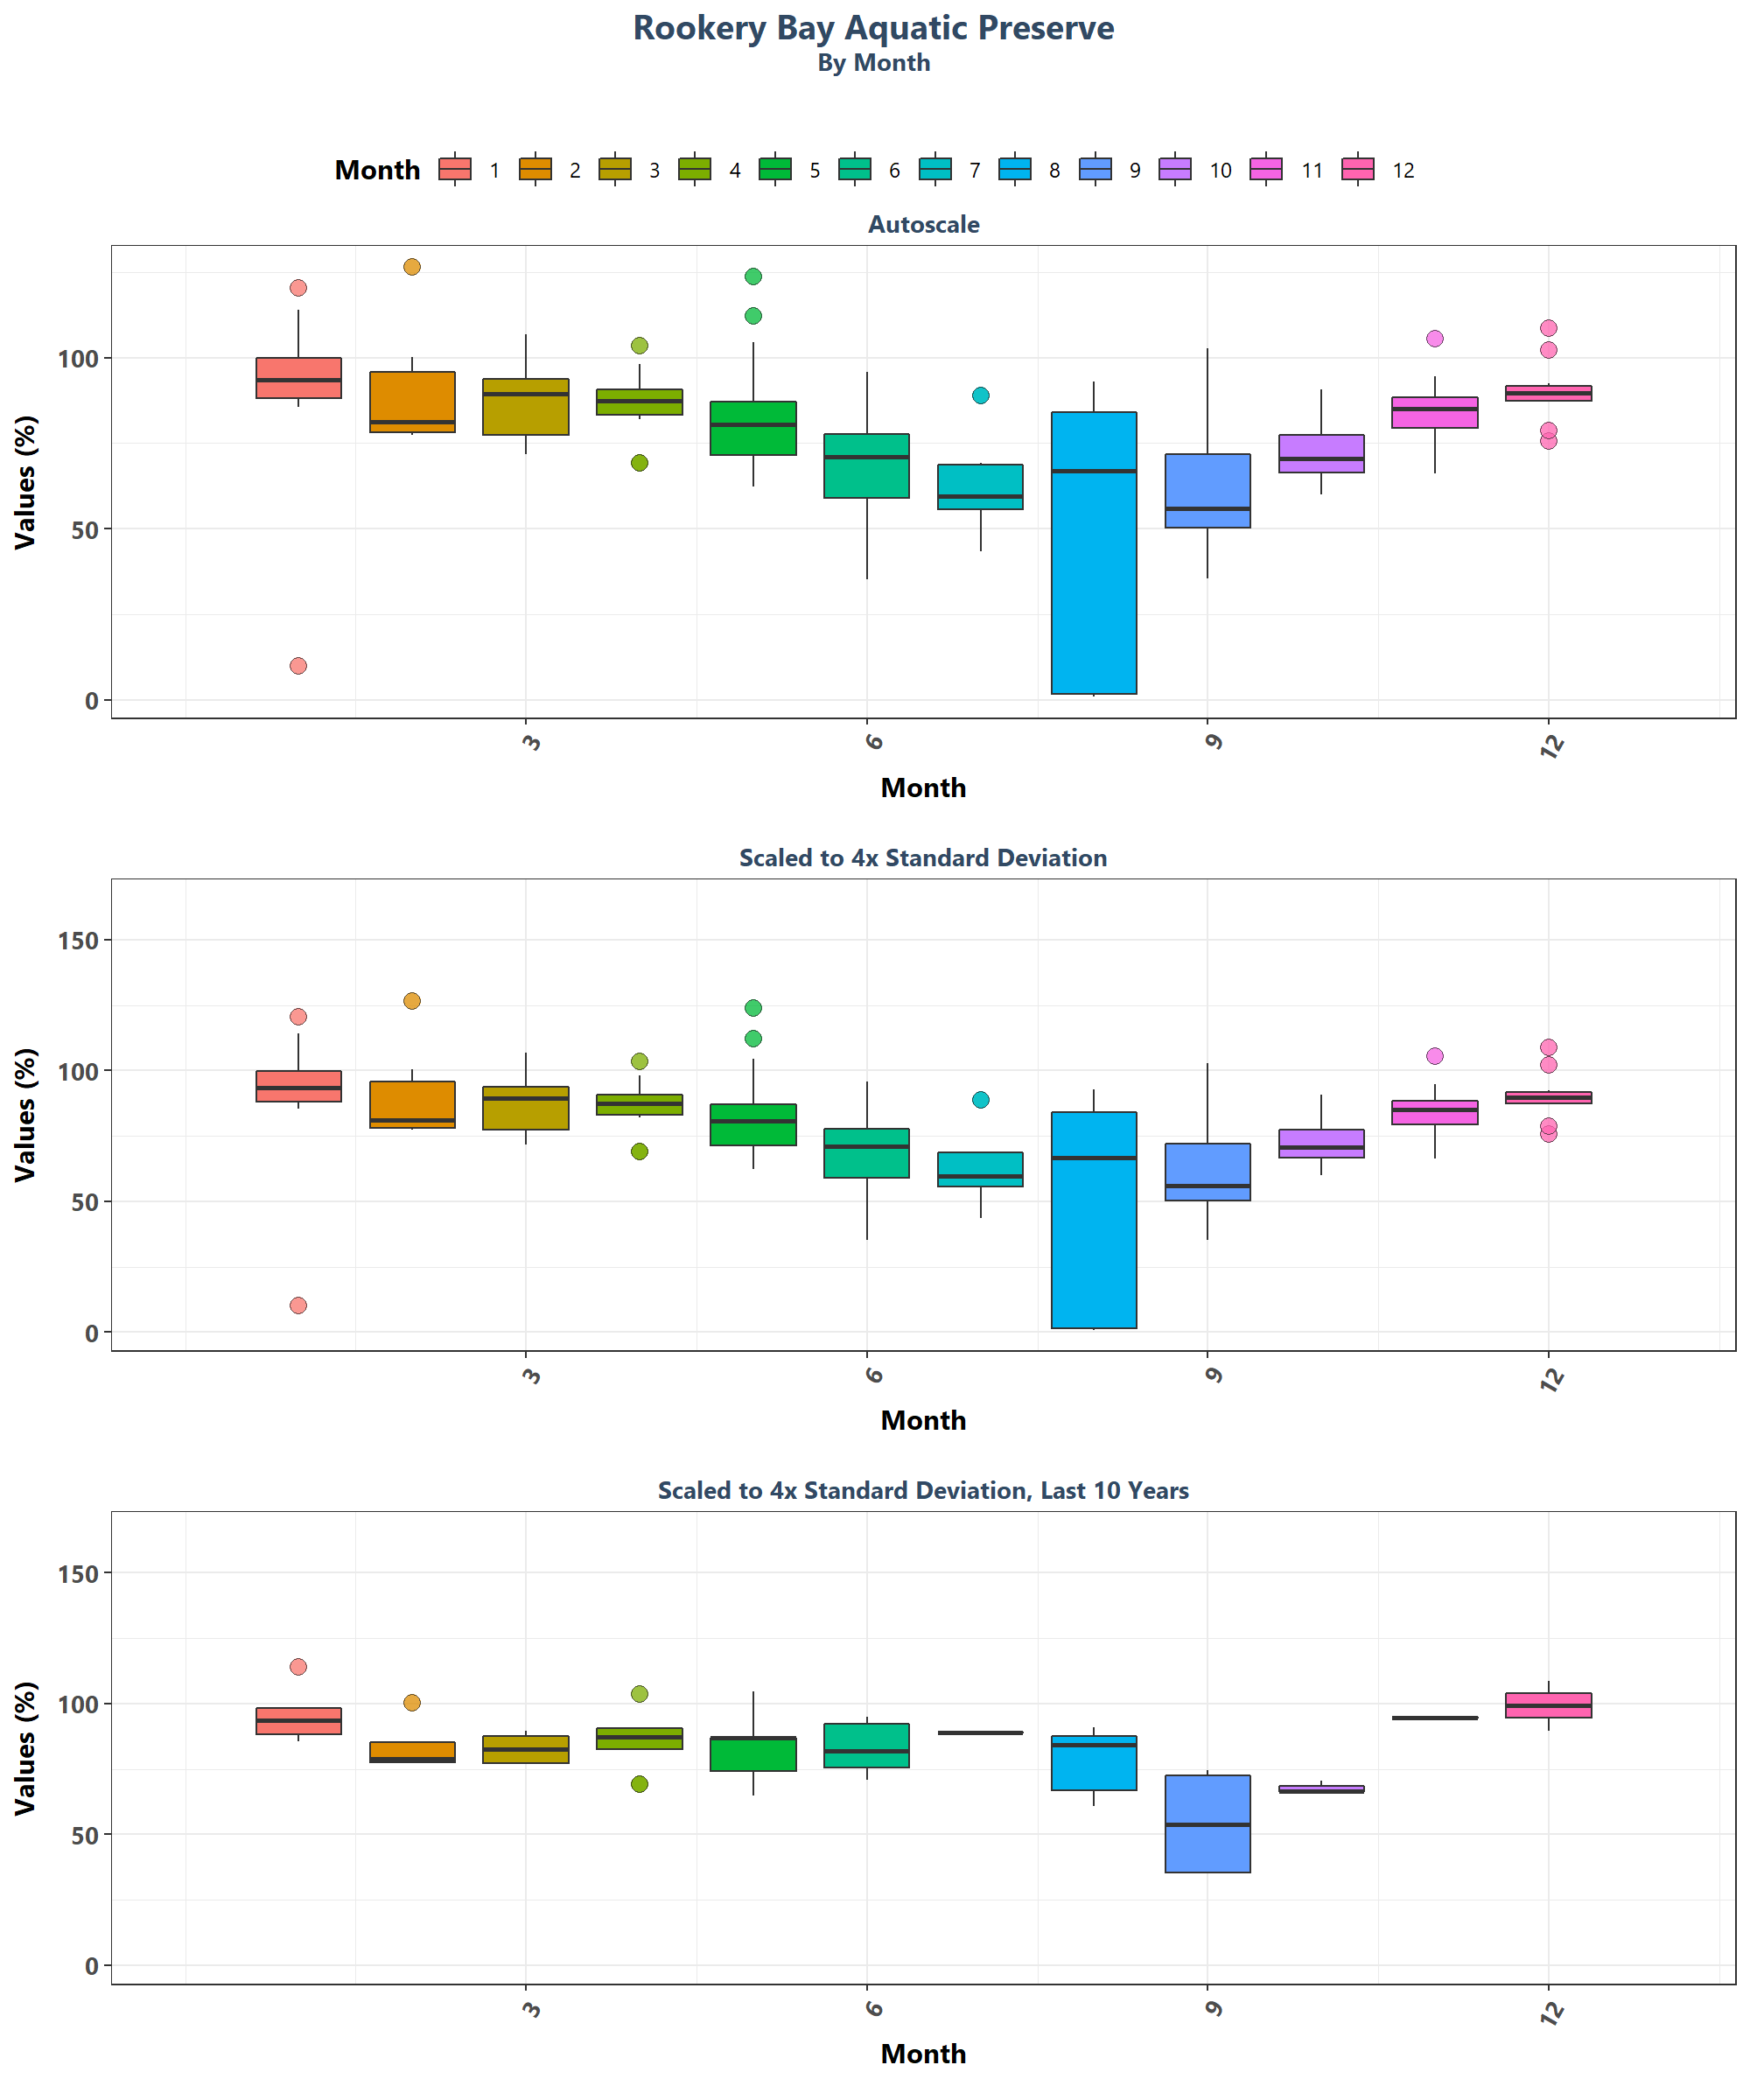 Rookery Bay Aquatic Preserve
By Month
Month 1 2 3 4 5 6 7 8 9 10 11 12
Autoscale
Values (%)
100
50
0
3 6 9 12
Month
Scaled to 4x Standard Deviation
Values (%)
150
100
50
0
3 6 9 12
Month
Scaled to 4x Standard Deviation, Last 10 Years
Values (%)
150
100
50
0
3 6 9 12
Month